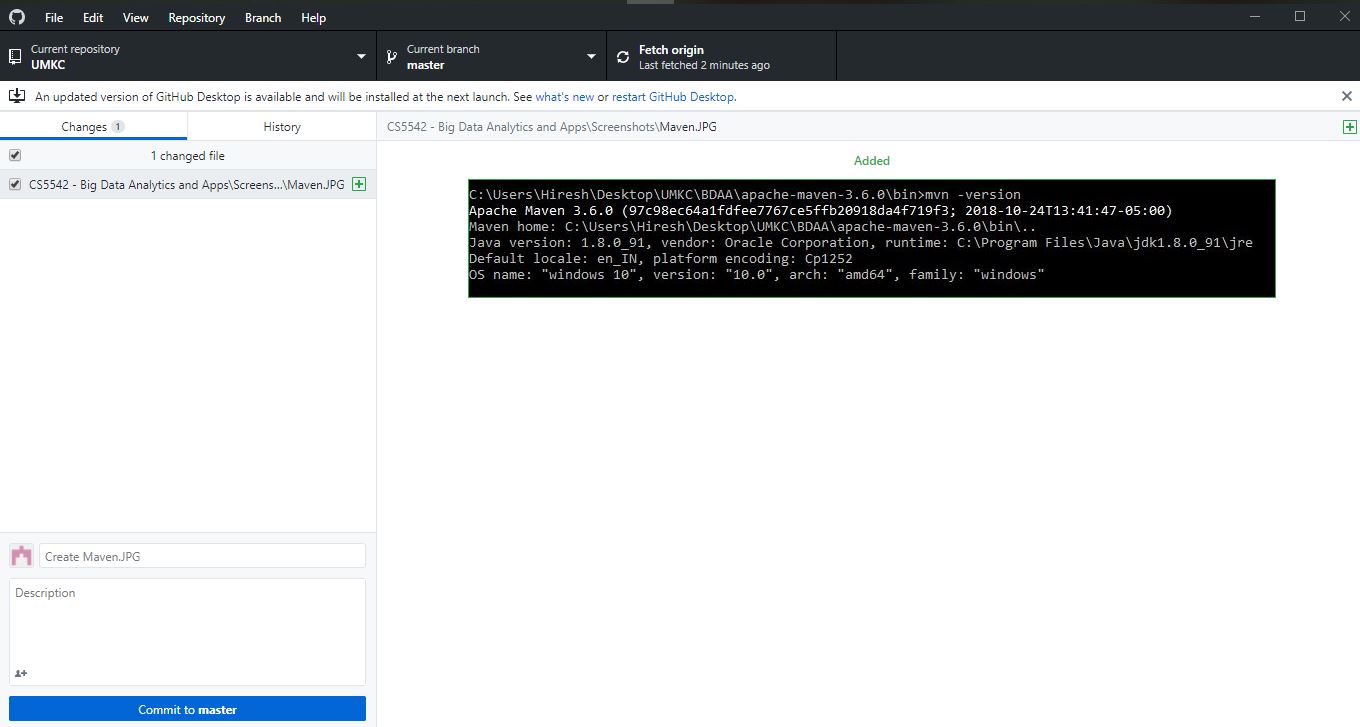 File Edit View Repository Branch Help
Current repository
UMKC
Current branch
master
Fetch origin
Last fetched 2 minutes ago
An updated version of GitHub Desktop is available and will be installed at the next launch. See what's new or restart GitHub Desktop.
Changes 1
History
CS5542 - Big Data Analytics and Apps\Screenshots\Maven.JPG
1 changed file
CS5542 - Big Data Analytics and Apps\Screens...\Maven.JPG
Added
C:\Users\Hiresh\Desktop\UMKC\BDAA\apache-maven-3.6.0\bin>mvn -version
Apache Maven 3.6.0 (97c98ec64a1fdfee7767ce5ffb20918da4f719f3; 2018-10-24T13:41:47-05:00)
Maven home: C:\Users\Hiresh\Desktop\UMKC\BDAA\apache-maven-3.6.0\bin\..
Java version: 1.8.0_91, vendor: Oracle Corporation, runtime: C:\Program Files\Java\jdk1.8.0_91\jre
Default locale: en_IN, platform encoding: Cp1252
OS name: "windows 10", version: "10.0", arch: "amd64", family: "windows"
Create Maven.JPG
Description
Commit to master